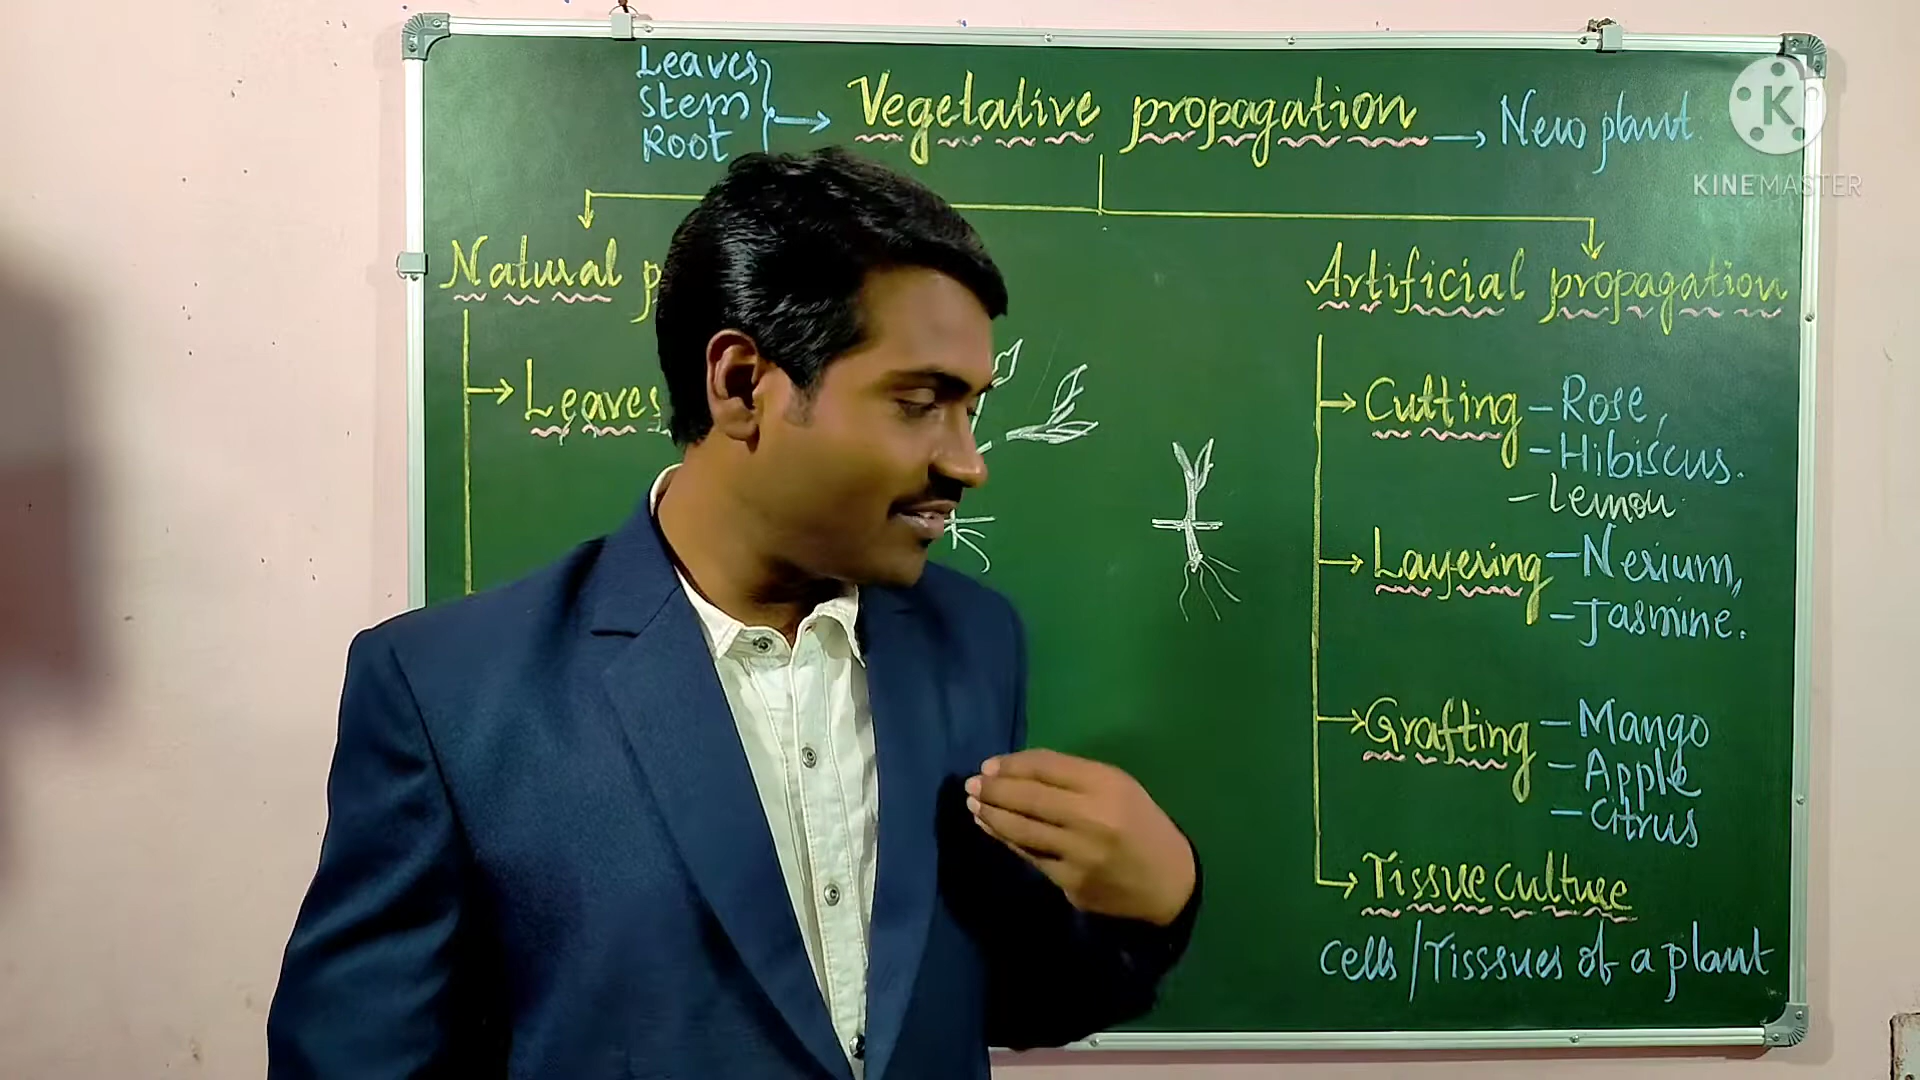 Leaves
Stem
Root
Vegetative propagation
New plant
KINEMASTER
Natural
Leaves
Artificial propagation
Cutting - Rose,
- Hibiscus.
- Lemon
Layering - Nerium,
- Jasmine.
Grafting - Mango
- Apple
- Citrus
Tissue culture
Cells / Tisssues of a plant